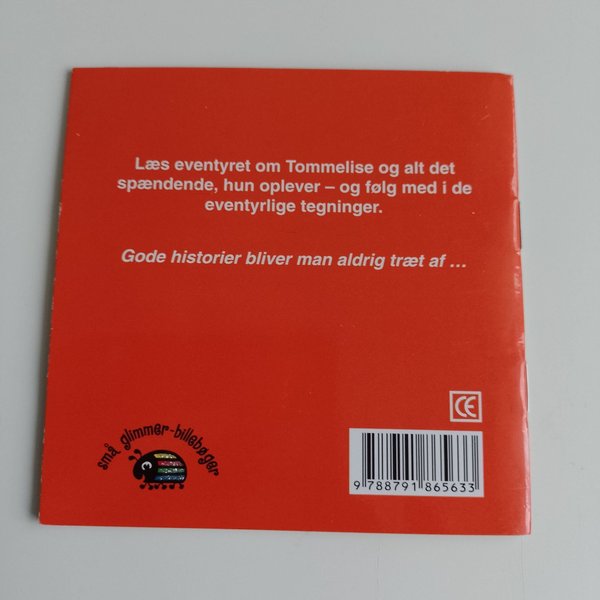 Læs eventyret om Tommelise og alt det
spændende, hun oplever – og følg med i de
eventyrlige tegninger.
Gode historier bliver man aldrig træt af ...
CE
små glimmer-billebøger
9 788791 865633